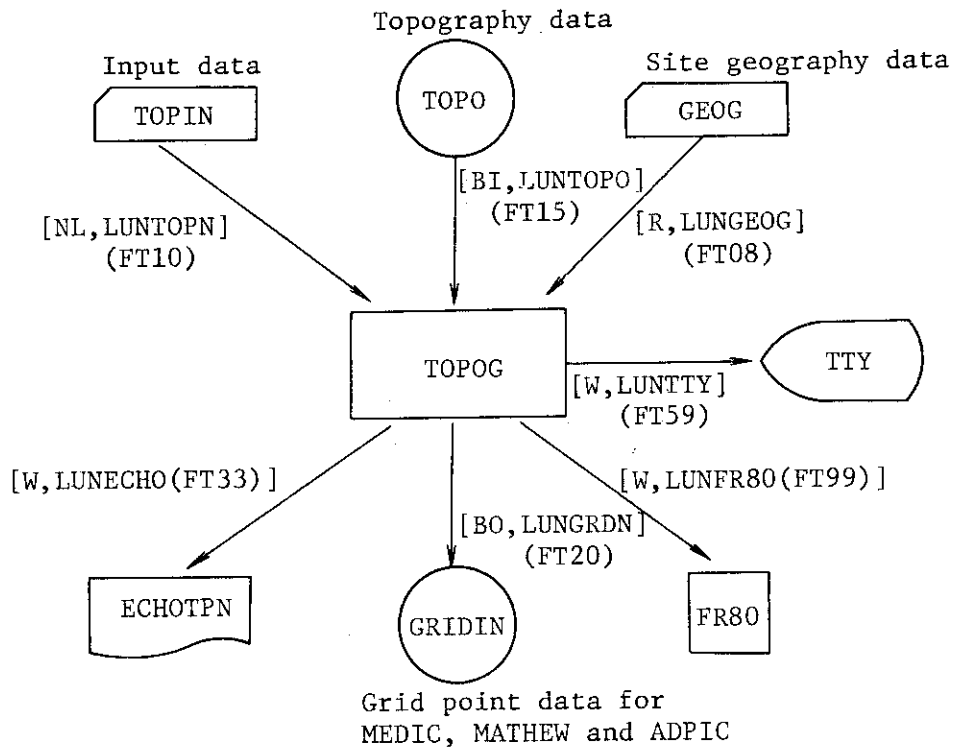 Topography data
Input data
Site geography data
TOPIN
TOPO
GEOG
[BI,LUNTOPO]
(FT15)
[NL,LUNTOPN]
(FT10)
[R,LUNGEOG]
(FT08)
TOPOG
TTY
[W,LUNTTY]
(FT59)
[W,LUNECHO(FT33)]
[W,LUNFR80(FT99)]
[BO,LUNGRDN]
(FT20)
ECHOTPN
GRIDIN
FR80
Grid point data for
MEDIC, MATHEW and ADPIC